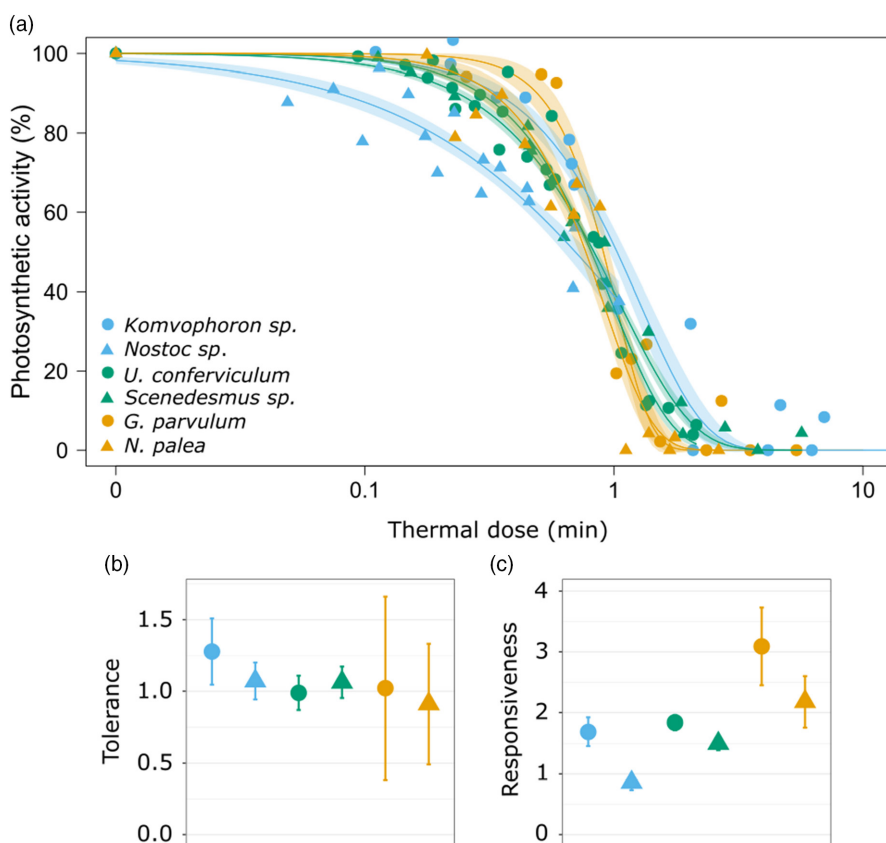 (a)
Photosynthetic activity (%)
100
80
60
40
20
0
Komvophoron sp.
Nostoc sp.
U. conferviculum
Scenedesmus sp.
G. parvulum
N. palea
0 0.1 1 10
Thermal dose (min)
(b)
Tolerance
1.5
1.0
0.5
0.0
(c)
Responsiveness
4
3
2
1
0